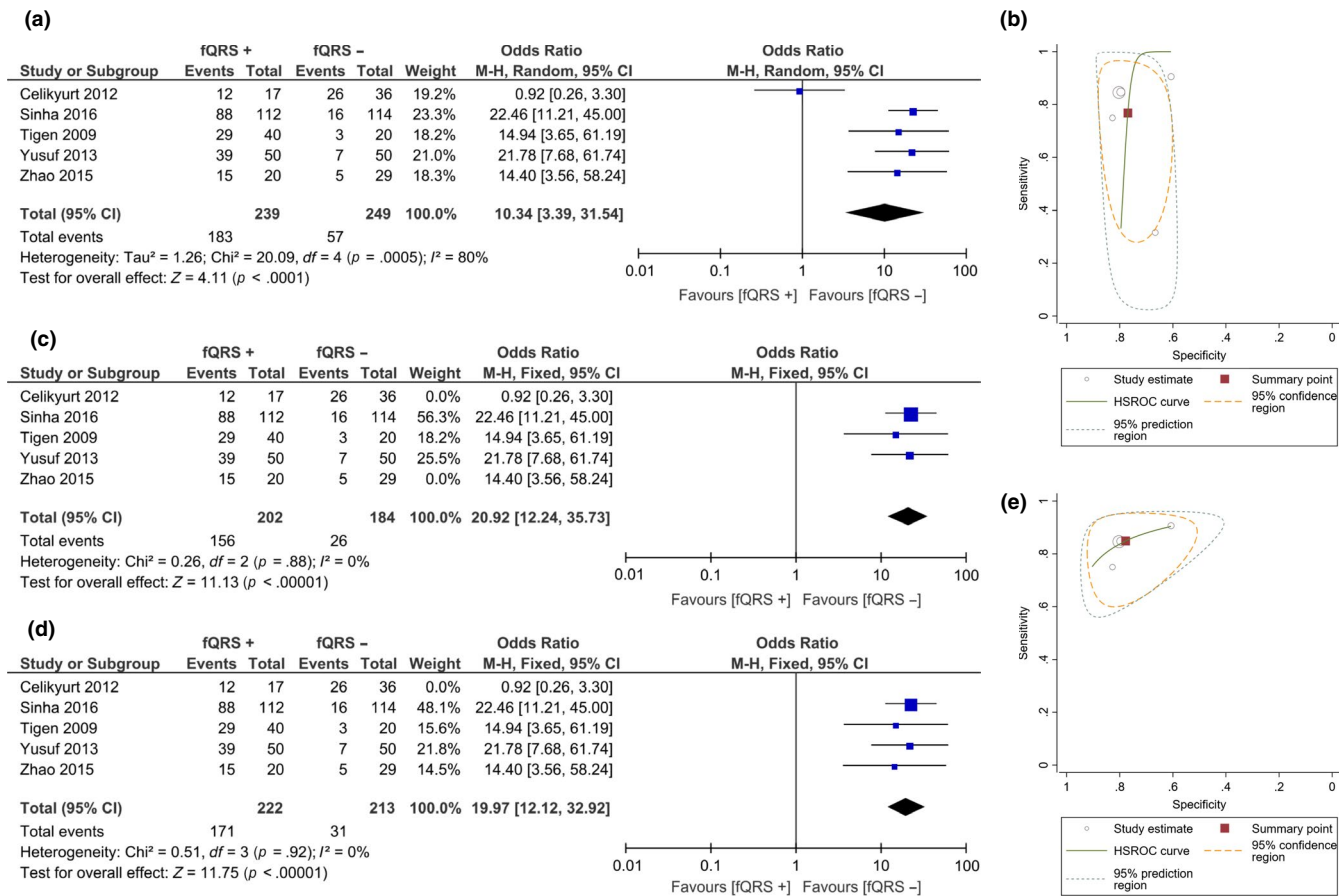 (a)
fQRS + fQRS – Odds Ratio Odds Ratio
Study or Subgroup Events Total Events Total Weight M-H, Random, 95% CI M-H, Random, 95% CI
Celikyurt 2012 12 17 26 36 19.2% 0.92 [0.26, 3.30]
Sinha 2016 88 112 16 114 23.3% 22.46 [11.21, 45.00]
Tigen 2009 29 40 3 20 18.2% 14.94 [3.65, 61.19]
Yusuf 2013 39 50 7 50 21.0% 21.78 [7.68, 61.74]
Zhao 2015 15 20 5 29 18.3% 14.40 [3.56, 58.24]
Total (95% CI) 239 249 100.0% 10.34 [3.39, 31.54]
Total events 183 57
Heterogeneity: Tau² = 1.26; Chi² = 20.09, df = 4 (p = .0005); I² = 80%
Test for overall effect: Z = 4.11 (p < .0001)
0.01 0.1 1 10 100
Favours [fQRS +] Favours [fQRS –]
(b)
1
.8
.6
.4
.2
0
Sensitivity
1 .8 .6 .4 .2 0
Specificity
Study estimate Summary point
HSROC curve 95% confidence region
95% prediction region
(c)
fQRS + fQRS – Odds Ratio Odds Ratio
Study or Subgroup Events Total Events Total Weight M-H, Fixed, 95% CI M-H, Fixed, 95% CI
Celikyurt 2012 12 17 26 36 0.0% 0.92 [0.26, 3.30]
Sinha 2016 88 112 16 114 56.3% 22.46 [11.21, 45.00]
Tigen 2009 29 40 3 20 18.2% 14.94 [3.65, 61.19]
Yusuf 2013 39 50 7 50 25.5% 21.78 [7.68, 61.74]
Zhao 2015 15 20 5 29 0.0% 14.40 [3.56, 58.24]
Total (95% CI) 202 184 100.0% 20.92 [12.24, 35.73]
Total events 156 26
Heterogeneity: Chi² = 0.26, df = 2 (p = .88); I² = 0%
Test for overall effect: Z = 11.13 (p < .00001)
0.01 0.1 1 10 100
Favours [fQRS +] Favours [fQRS –]
(d)
fQRS + fQRS – Odds Ratio Odds Ratio
Study or Subgroup Events Total Events Total Weight M-H, Fixed, 95% CI M-H, Fixed, 95% CI
Celikyurt 2012 12 17 26 36 0.0% 0.92 [0.26, 3.30]
Sinha 2016 88 112 16 114 48.1% 22.46 [11.21, 45.00]
Tigen 2009 29 40 3 20 15.6% 14.94 [3.65, 61.19]
Yusuf 2013 39 50 7 50 21.8% 21.78 [7.68, 61.74]
Zhao 2015 15 20 5 29 14.5% 14.40 [3.56, 58.24]
Total (95% CI) 222 213 100.0% 19.97 [12.12, 32.92]
Total events 171 31
Heterogeneity: Chi² = 0.51, df = 3 (p = .92); I² = 0%
Test for overall effect: Z = 11.75 (p < .00001)
0.01 0.1 1 10 100
Favours [fQRS +] Favours [fQRS –]
(e)
1
.8
.6
.4
.2
0
Sensitivity
1 .8 .6 .4 .2 0
Specificity
Study estimate Summary point
HSROC curve 95% confidence region
95% prediction region